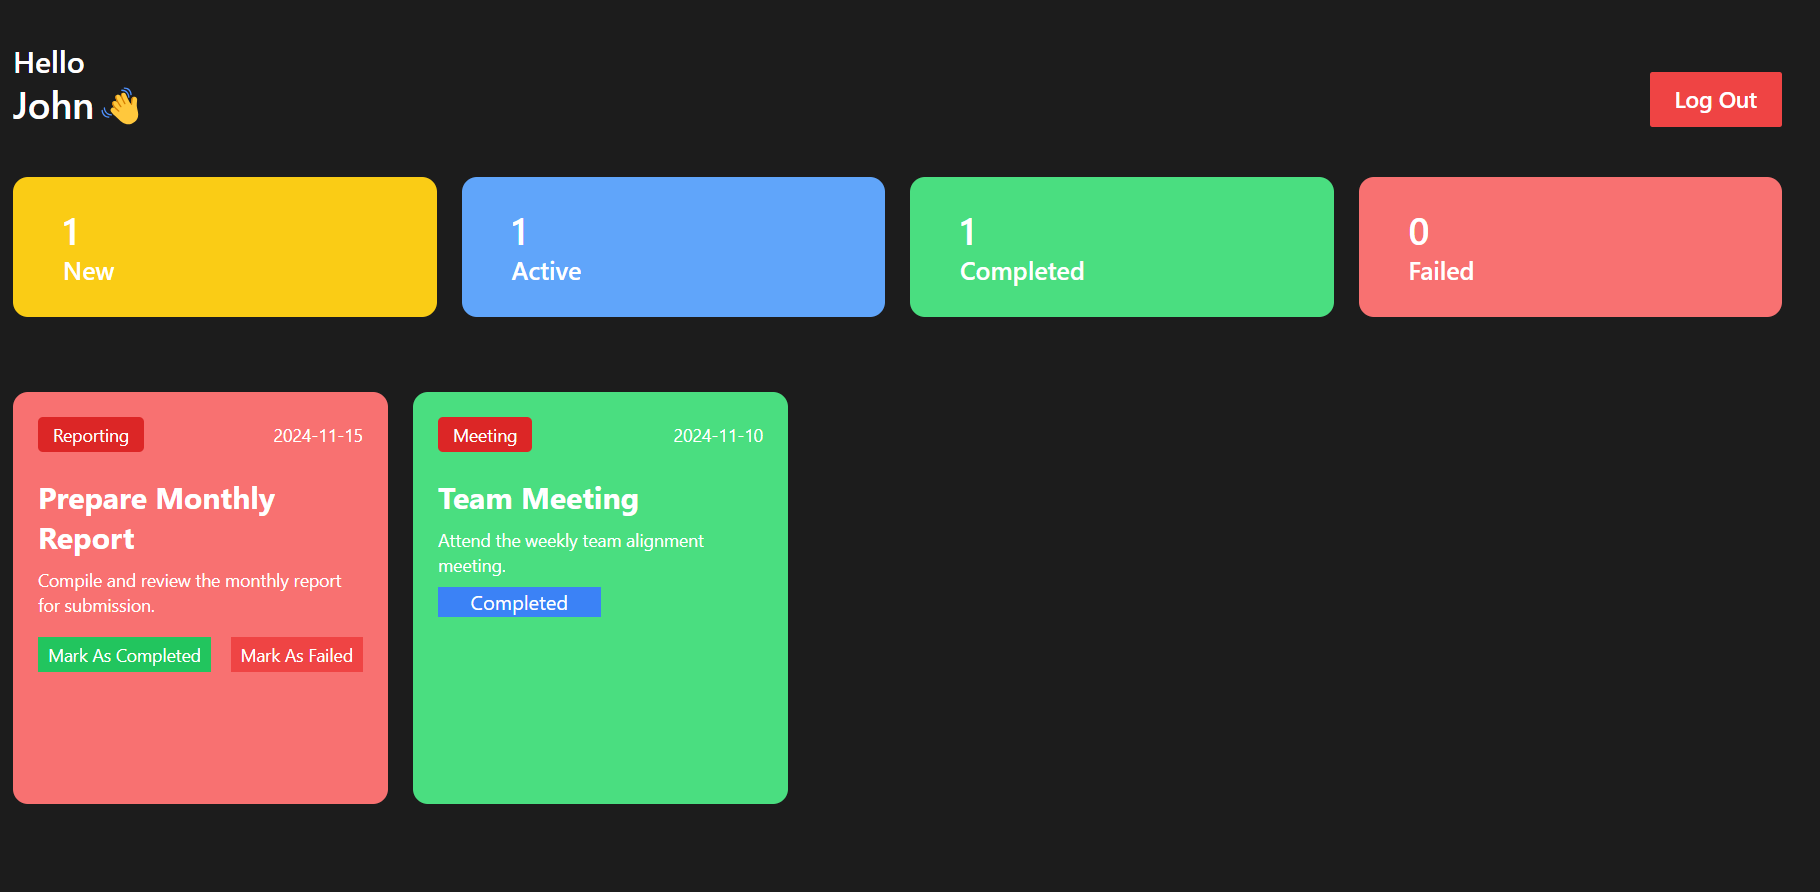 Hello
John 👋
Log Out
1
New
1
Active
1
Completed
0
Failed
Reporting
2024-11-15
Prepare Monthly
Report
Compile and review the monthly report
for submission.
Mark As Completed
Mark As Failed
Meeting
2024-11-10
Team Meeting
Attend the weekly team alignment
meeting.
Completed